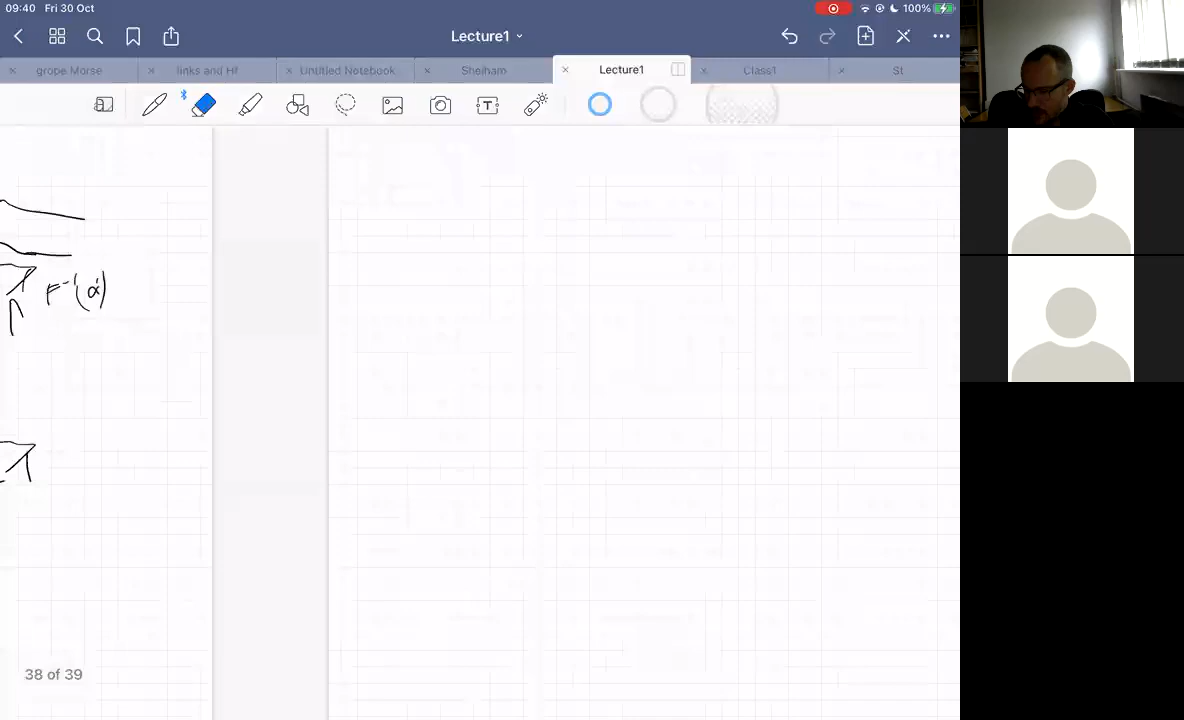 09:40 Fri 30 Oct
100%
Lecture1
grope Morse
links and HF
Untitled Notebook
Sheiham
Lecture1
Class1
St
T
F⁻¹(α)
38 of 39